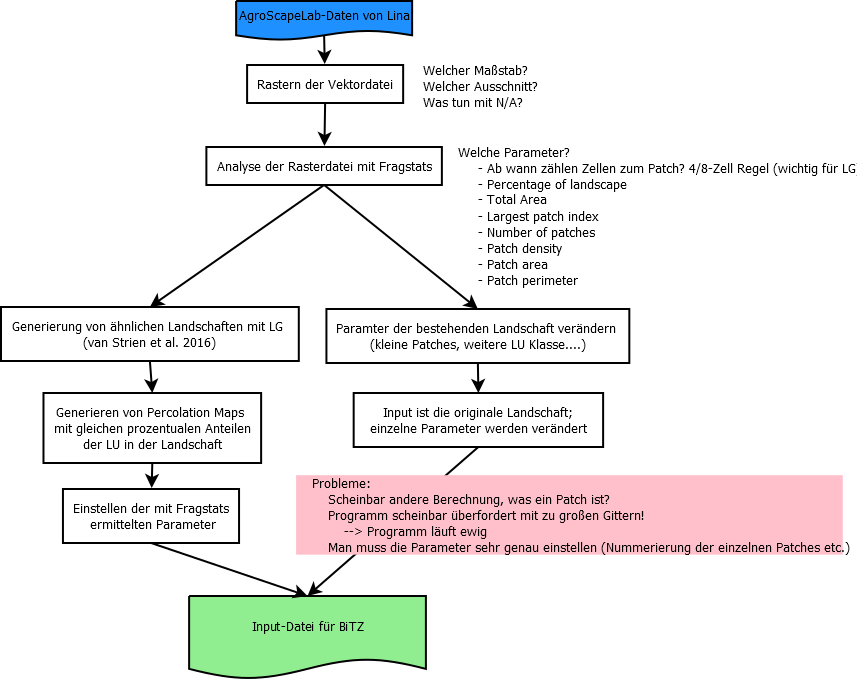 AgroScapeLab-Daten von Lina
Rastern der Vektordatei
Welcher Maßstab?
Welcher Ausschnitt?
Was tun mit N/A?
Analyse der Rasterdatei mit Fragstats
Welche Parameter?
- Ab wann zählen Zellen zum Patch? 4/8-Zell Regel (wichtig für LG)
- Percentage of landscape
- Total Area
- Largest patch index
- Number of patches
- Patch density
- Patch area
- Patch perimeter
Generierung von ähnlichen Landschaften mit LG
(van Strien et al. 2016)
Paramter der bestehenden Landschaft verändern
(kleine Patches, weitere LU Klasse....)
Generieren von Percolation Maps
mit gleichen prozentualen Anteilen
der LU in der Landschaft
Input ist die originale Landschaft;
einzelne Parameter werden verändert
Einstellen der mit Fragstats
ermittelten Parameter
Probleme:
Scheinbar andere Berechnung, was ein Patch ist?
Programm scheinbar überfordert mit zu großen Gittern!
--> Programm läuft ewig
Man muss die Parameter sehr genau einstellen (Nummerierung der einzelnen Patches etc.)
Input-Datei für BiTZ